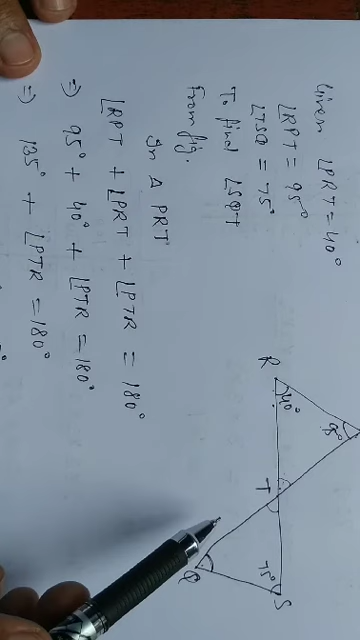 Given ∠PRT = 40°
∠RPT = 95°
∠TSQ = 75°
To find ∠SQT
From fig.
In Δ PRT
∠RPT + ∠PRT + ∠PTR = 180°
⇒ 95° + 40° + ∠PTR = 180°
⇒ 135° + ∠PTR = 180°
R
40°
95°
T
75°
S
Q